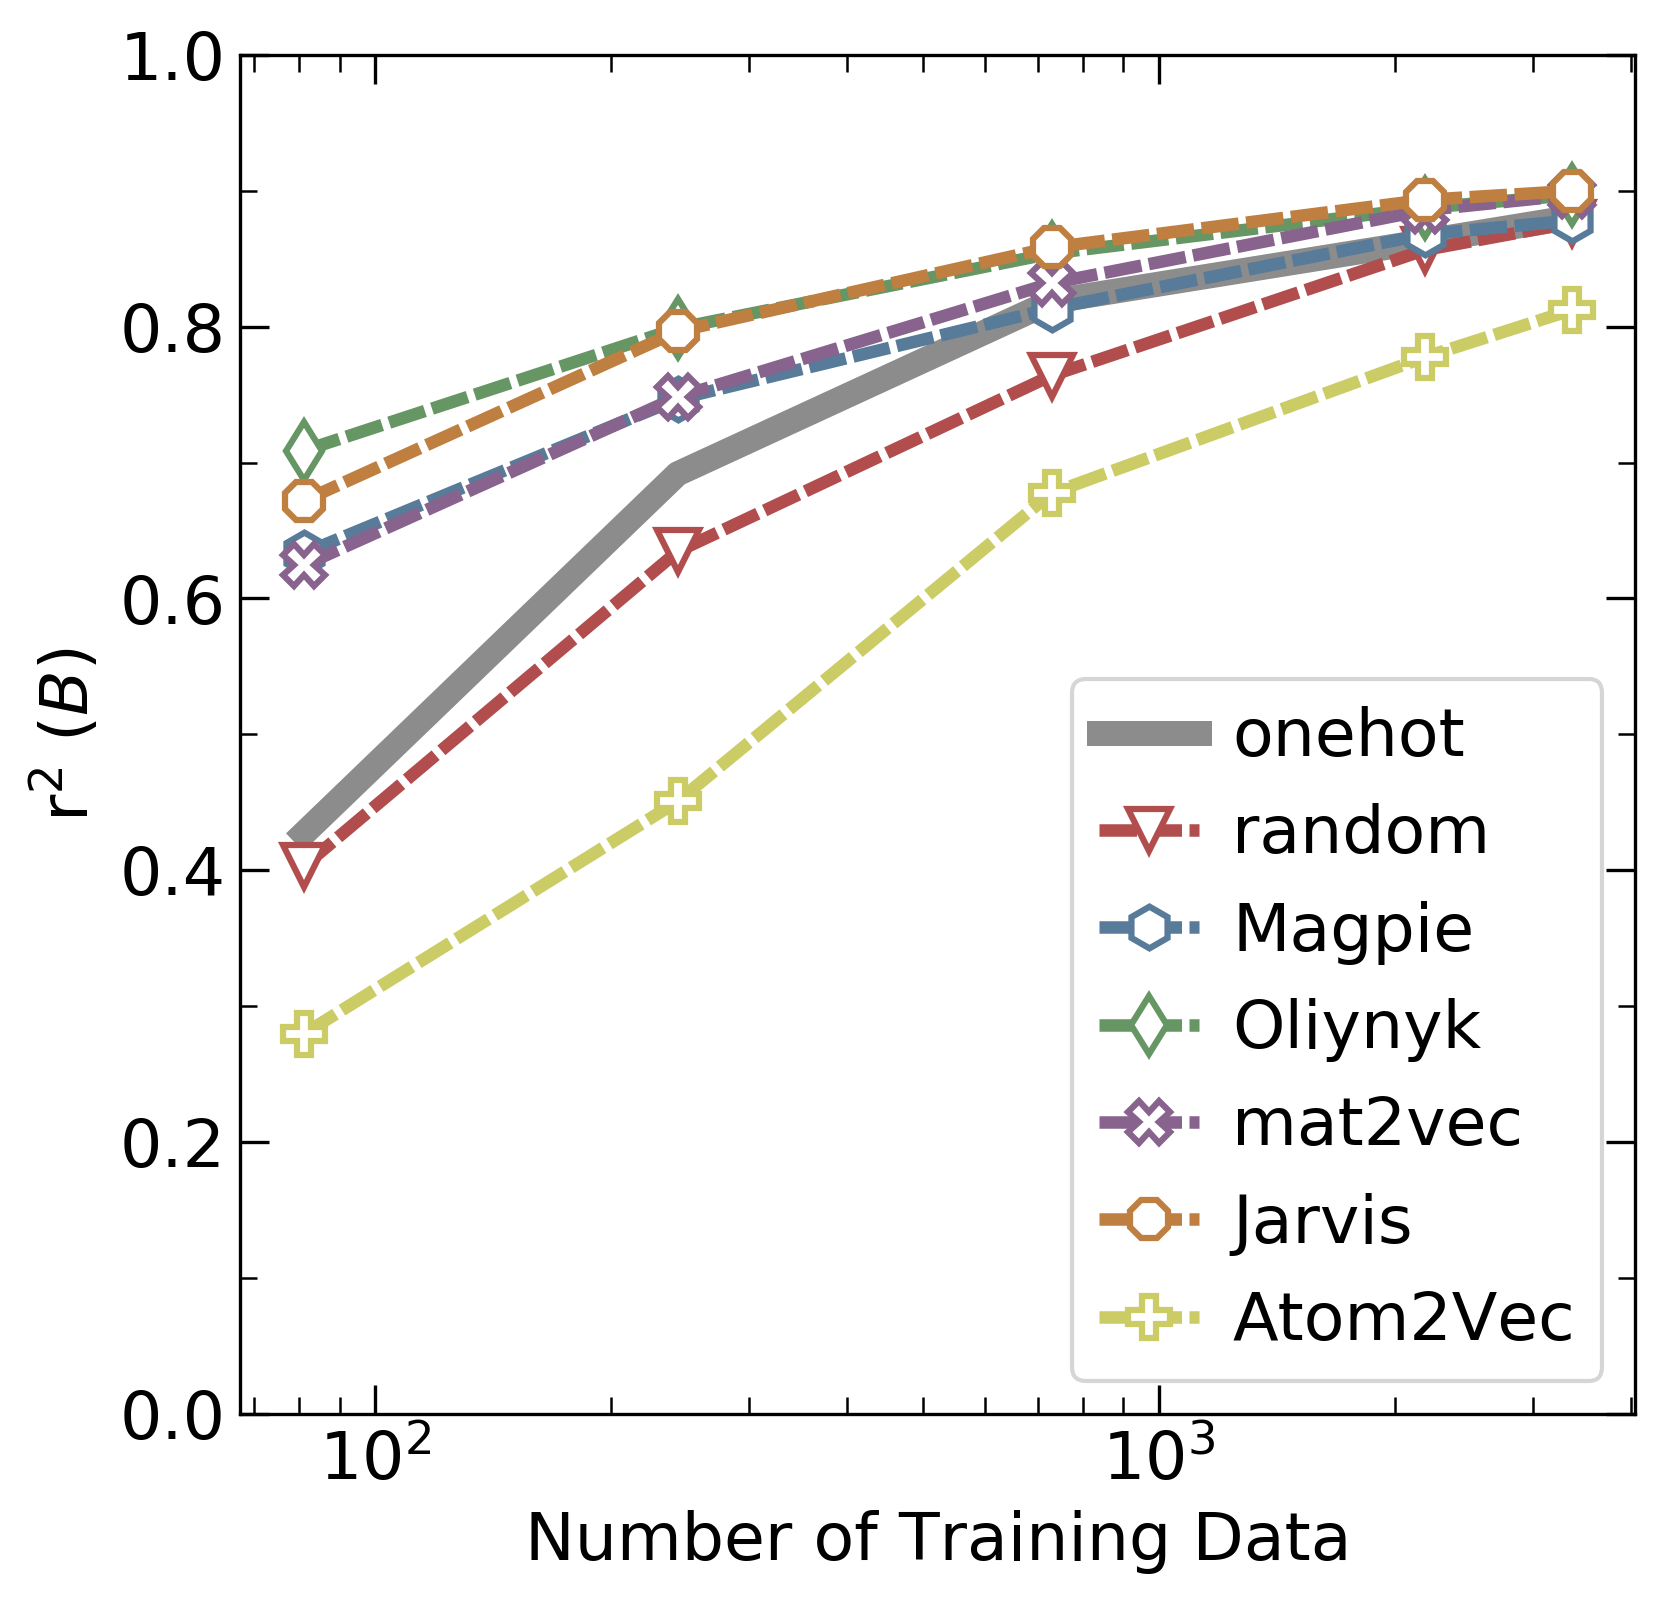 1.0
0.8
0.6
0.4
0.2
0.0
r² (B)
10² 10³
Number of Training Data
onehot
random
Magpie
Oliynyk
mat2vec
Jarvis
Atom2Vec